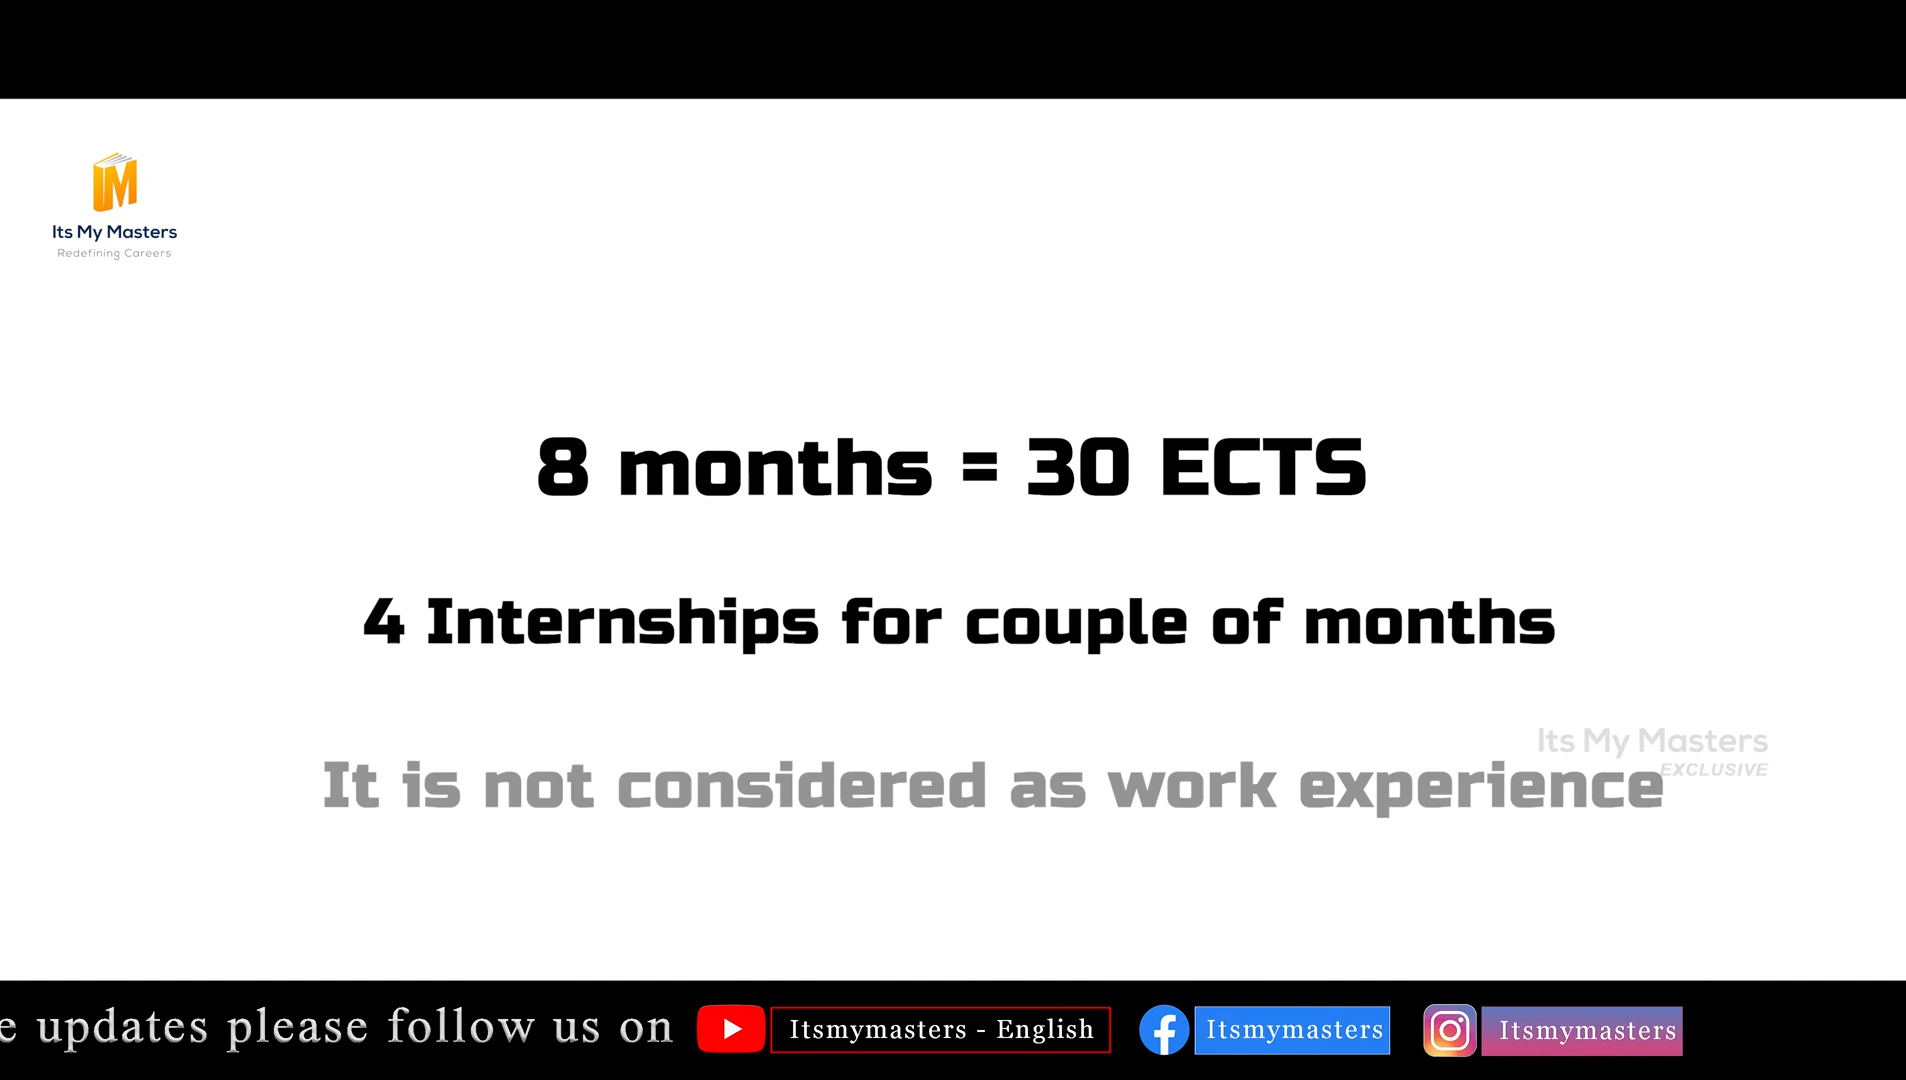 M
Its My Masters
Redefining Careers
8 months = 30 ECTS
4 Internships for couple of months
Its My Masters
EXCLUSIVE
It is not considered as work experience
e updates please follow us on
Itsmymasters - English
Itsmymasters
Itsmymasters